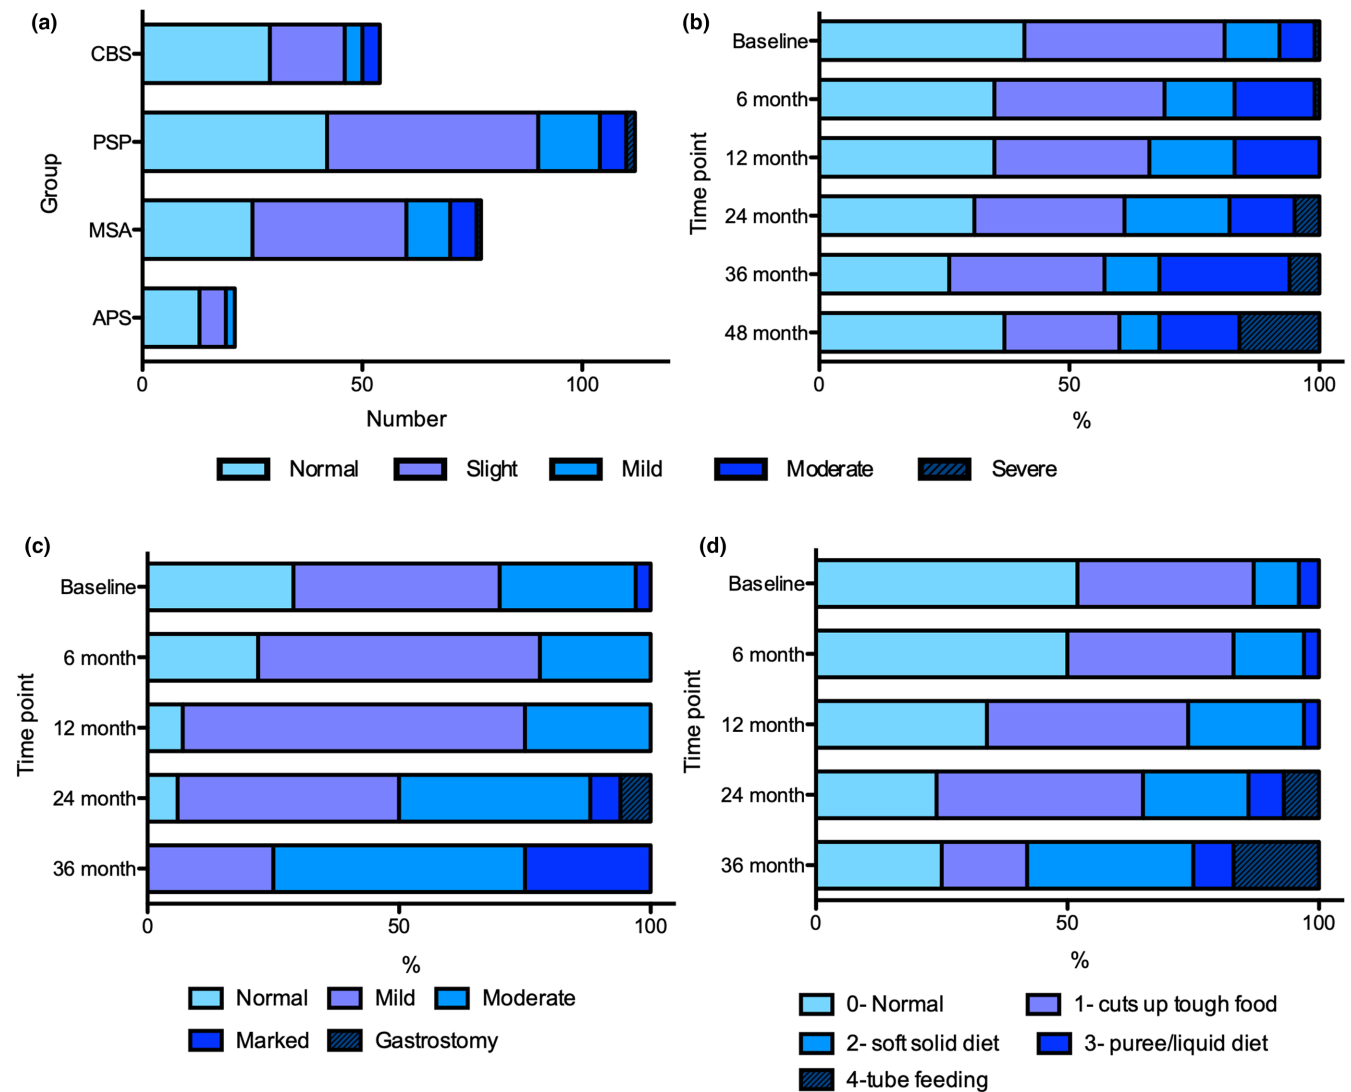 (a)
CBS
PSP
MSA
APS
Group
0 50 100
Number
(b)
Baseline
6 month
12 month
24 month
36 month
48 month
Time point
0 50 100
%
Normal Slight Mild Moderate Severe
(c)
Baseline
6 month
12 month
24 month
36 month
Time point
0 50 100
%
Normal Mild Moderate
Marked Gastrostomy
(d)
Baseline
6 month
12 month
24 month
36 month
Time point
0 50 100
%
0- Normal 1- cuts up tough food
2- soft solid diet 3- puree/liquid diet
4-tube feeding